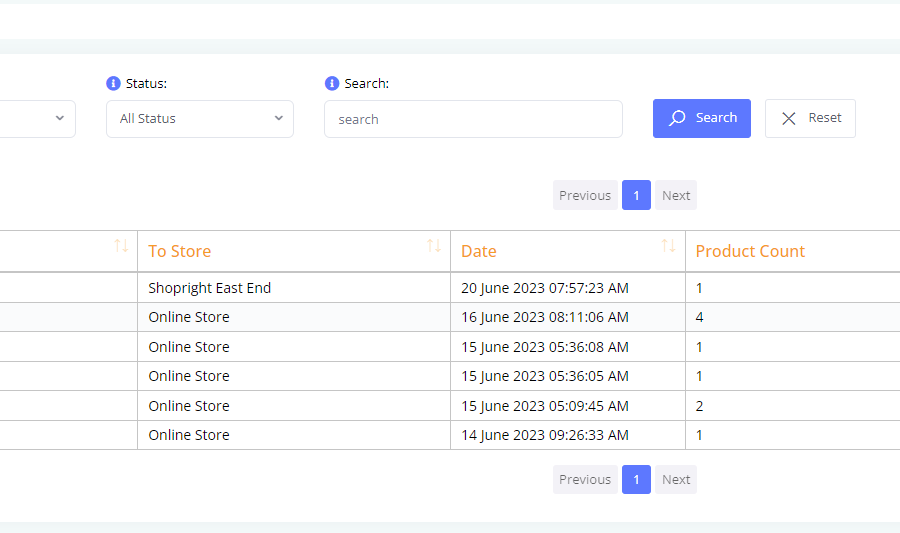 Status: Search:
All Status search Search Reset
Previous 1 Next
To Store Date Product Count
Shopright East End 20 June 2023 07:57:23 AM 1
Online Store 16 June 2023 08:11:06 AM 4
Online Store 15 June 2023 05:36:08 AM 1
Online Store 15 June 2023 05:36:05 AM 1
Online Store 15 June 2023 05:09:45 AM 2
Online Store 14 June 2023 09:26:33 AM 1
Previous 1 Next